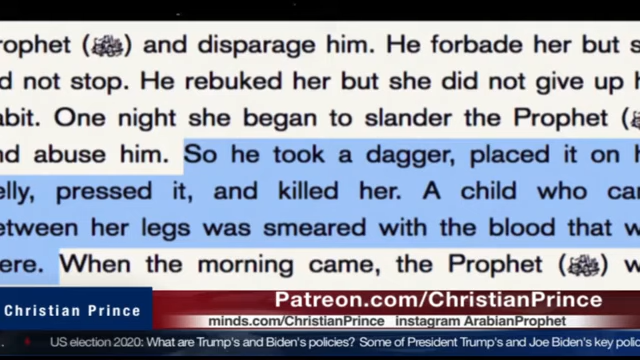 rophet (ﷺ) and disparage him. He forbade her but s
d not stop. He rebuked her but she did not give up h
abit. One night she began to slander the Prophet (
nd abuse him. So he took a dagger, placed it on h
elly, pressed it, and killed her. A child who ca
etween her legs was smeared with the blood that w
ere. When the morning came, the Prophet (ﷺ) w
Christian Prince
Patreon.com/ChristianPrince
minds.com/ChristianPrince instagram ArabianProphet
US election 2020: What are Trump's and Biden's policies? Some of President Trump's and Joe Biden's key polic